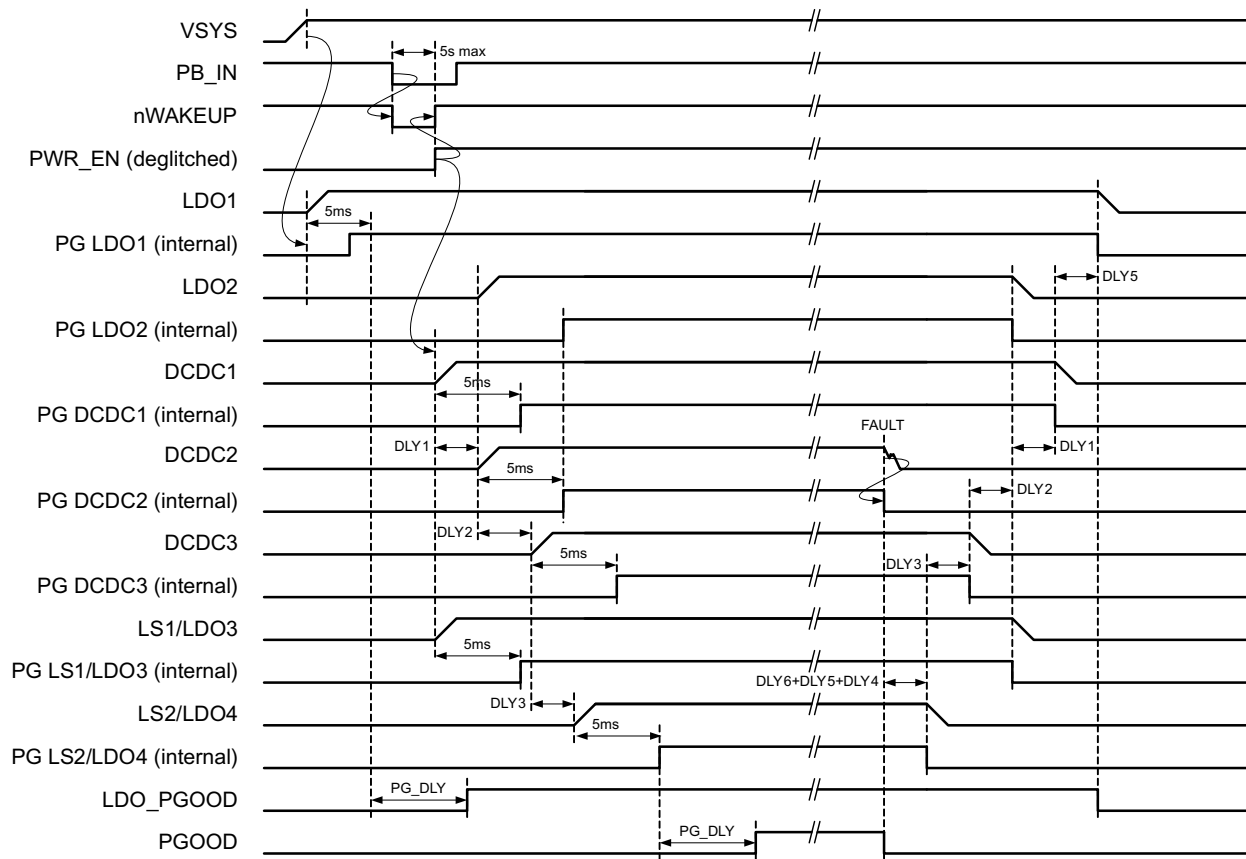 VSYS
5s max
PB_IN
nWAKEUP
PWR_EN (deglitched)
LDO1
5ms
PG LDO1 (internal)
LDO2
DLY5
PG LDO2 (internal)
DCDC1
5ms
PG DCDC1 (internal)
FAULT
DLY1
DLY1
DCDC2
5ms
DLY2
PG DCDC2 (internal)
DLY2
DCDC3
5ms
DLY3
PG DCDC3 (internal)
LS1/LDO3
5ms
PG LS1/LDO3 (internal)
DLY6+DLY5+DLY4
DLY3
LS2/LDO4
5ms
PG LS2/LDO4 (internal)
PG_DLY
LDO_PGOOD
PG_DLY
PGOOD